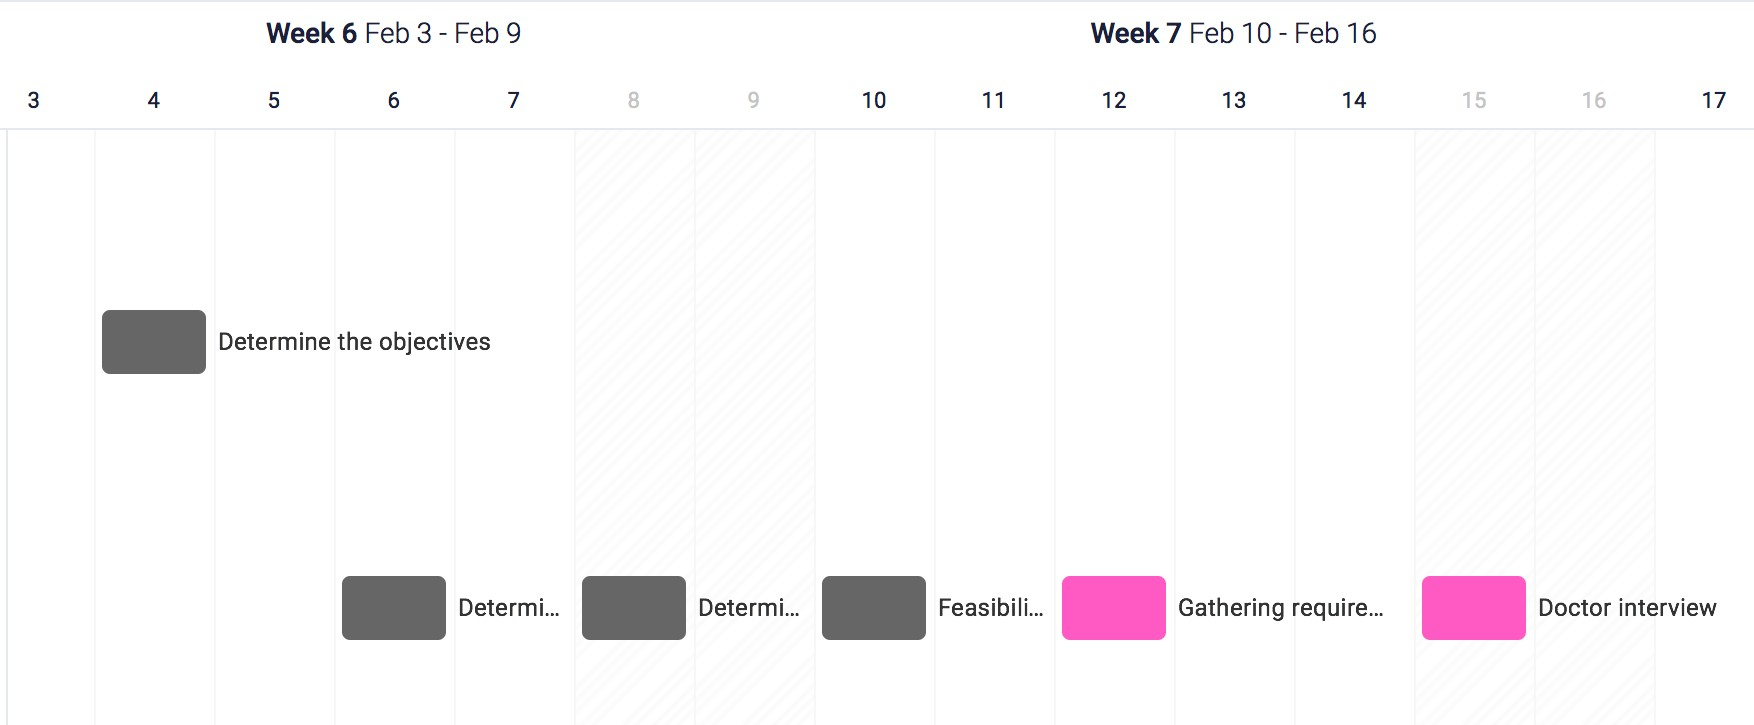 Week 6 Feb 3 - Feb 9
Week 7 Feb 10 - Feb 16
3 4 5 6 7 8 9 10 11 12 13 14 15 16 17
Determine the objectives
Determi... Determi... Feasibili... Gathering require... Doctor interview